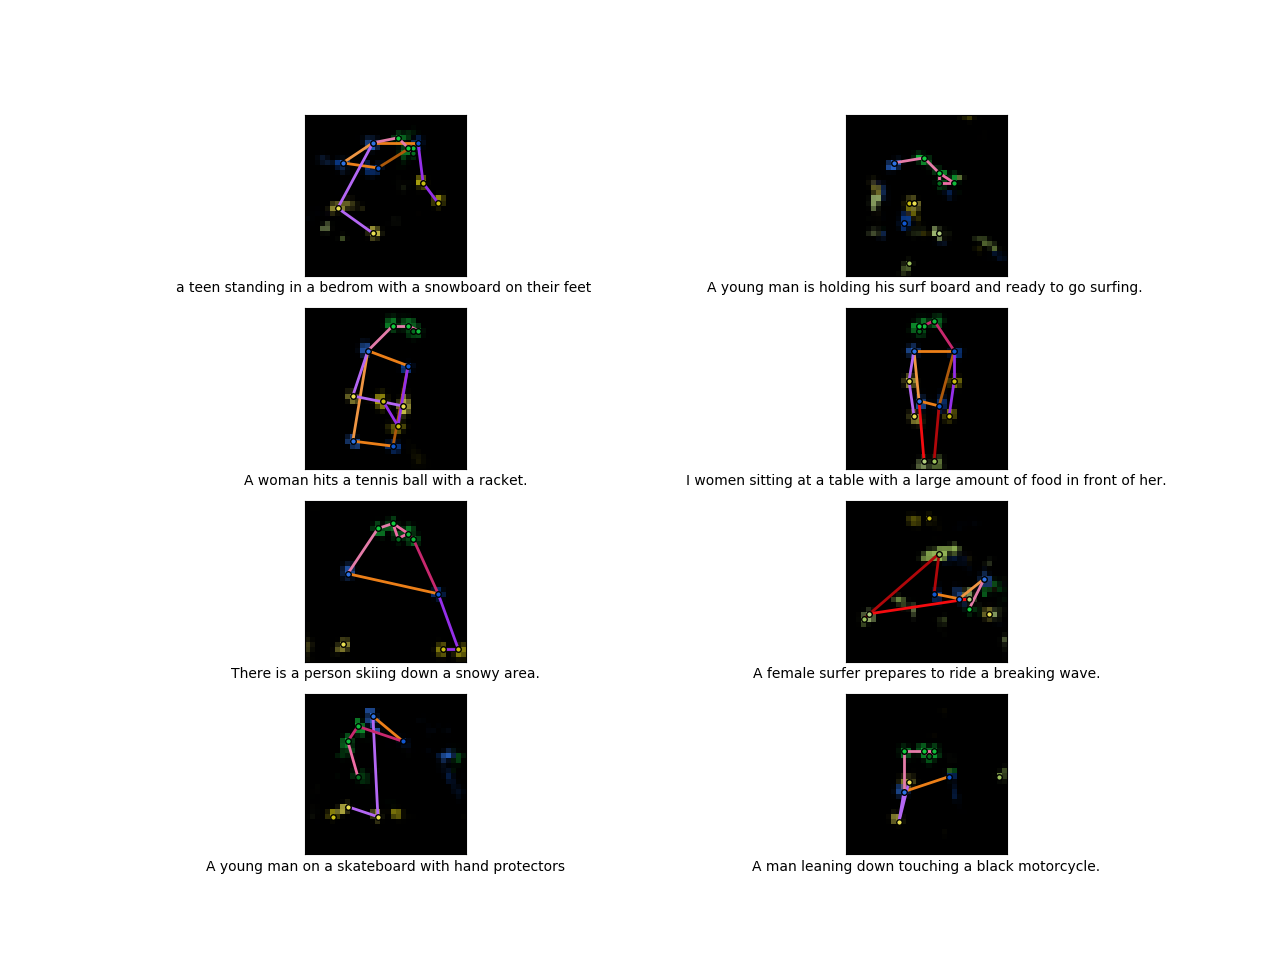 a teen standing in a bedrom with a snowboard on their feet
A young man is holding his surf board and ready to go surfing.
A woman hits a tennis ball with a racket.
I women sitting at a table with a large amount of food in front of her.
There is a person skiing down a snowy area.
A female surfer prepares to ride a breaking wave.
A young man on a skateboard with hand protectors
A man leaning down touching a black motorcycle.